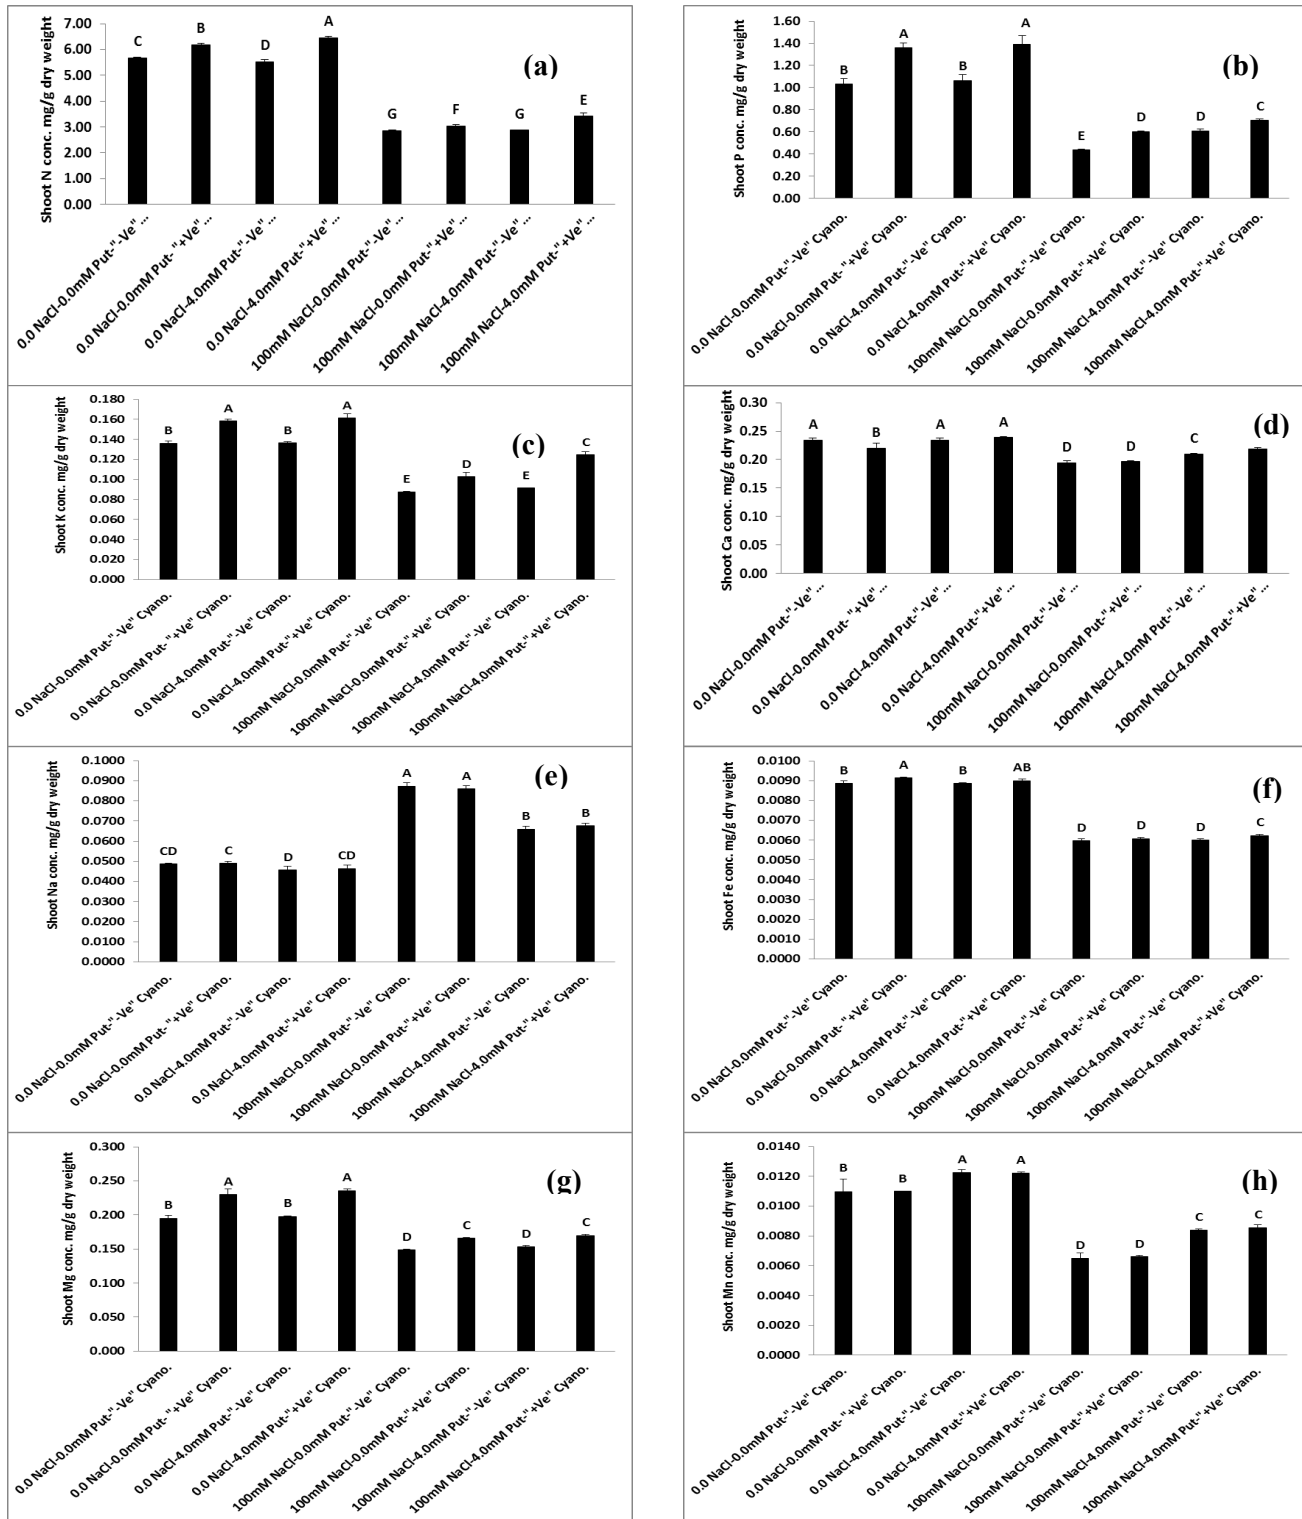 Shoot N conc. mg/g dry weight
7.00
6.00
5.00
4.00
3.00
2.00
1.00
0.00
C
B
D
A
G
F
G
E
(a)
0.0 NaCl-0.0mM Put-"-Ve"...
0.0 NaCl-0.0mM Put- "+Ve"...
0.0 NaCl-4.0mM Put-"-Ve"...
0.0 NaCl-4.0mM Put-"+Ve"...
100mM NaCl-0.0mM Put-"-Ve"...
100mM NaCl-0.0mM Put-"+Ve"...
100mM NaCl-4.0mM Put-"-Ve"...
100mM NaCl-4.0mM Put-"+Ve"...
Shoot P conc. mg/g dry weight
1.60
1.40
1.20
1.00
0.80
0.60
0.40
0.20
0.00
B
A
B
A
E
D
D
C
(b)
0.0 NaCl-0.0mM Put-"-Ve" Cyano.
0.0 NaCl-0.0mM Put- "+Ve" Cyano.
0.0 NaCl-4.0mM Put-"-Ve" Cyano.
0.0 NaCl-4.0mM Put-"+Ve" Cyano.
100mM NaCl-0.0mM Put-"-Ve" Cyano.
100mM NaCl-0.0mM Put-"+Ve" Cyano.
100mM NaCl-4.0mM Put-"-Ve" Cyano.
100mM NaCl-4.0mM Put-"+Ve" Cyano.
Shoot K conc. mg/g dry weight
0.180
0.160
0.140
0.120
0.100
0.080
0.060
0.040
0.020
0.000
B
A
B
A
E
D
E
C
(c)
0.0 NaCl-0.0mM Put-"-Ve" Cyano.
0.0 NaCl-0.0mM Put- "+Ve" Cyano.
0.0 NaCl-4.0mM Put-"-Ve" Cyano.
0.0 NaCl-4.0mM Put-"+Ve" Cyano.
100mM NaCl-0.0mM Put-"-Ve" Cyano.
100mM NaCl-0.0mM Put-"+Ve" Cyano.
100mM NaCl-4.0mM Put-"-Ve" Cyano.
100mM NaCl-4.0mM Put-"+Ve" Cyano.
Shoot Ca conc. mg/g dry weight
0.30
0.25
0.20
0.15
0.10
0.05
0.00
A
B
A
A
D
D
C
B
(d)
0.0 NaCl-0.0mM Put-"-Ve"...
0.0 NaCl-0.0mM Put- "+Ve"...
0.0 NaCl-4.0mM Put-"-Ve"...
0.0 NaCl-4.0mM Put-"+Ve"...
100mM NaCl-0.0mM Put-"-Ve"...
100mM NaCl-0.0mM Put-"+Ve"...
100mM NaCl-4.0mM Put-"-Ve"...
100mM NaCl-4.0mM Put-"+Ve"...
Shoot Na conc. mg/g dry weight
0.1000
0.0900
0.0800
0.0700
0.0600
0.0500
0.0400
0.0300
0.0200
0.0100
0.0000
CD
C
D
CD
A
A
B
B
(e)
0.0 NaCl-0.0mM Put-"-Ve" Cyano.
0.0 NaCl-0.0mM Put- "+Ve" Cyano.
0.0 NaCl-4.0mM Put-"-Ve" Cyano.
0.0 NaCl-4.0mM Put-"+Ve" Cyano.
100mM NaCl-0.0mM Put-"-Ve" Cyano.
100mM NaCl-0.0mM Put-"+Ve" Cyano.
100mM NaCl-4.0mM Put-"-Ve" Cyano.
100mM NaCl-4.0mM Put-"+Ve" Cyano.
Shoot Fe conc. mg/g dry weight
0.0100
0.0090
0.0080
0.0070
0.0060
0.0050
0.0040
0.0030
0.0020
0.0010
0.0000
B
A
B
AB
D
D
D
C
(f)
0.0 NaCl-0.0mM Put-"-Ve" Cyano.
0.0 NaCl-0.0mM Put- "+Ve" Cyano.
0.0 NaCl-4.0mM Put-"-Ve" Cyano.
0.0 NaCl-4.0mM Put-"+Ve" Cyano.
100mM NaCl-0.0mM Put-"-Ve" Cyano.
100mM NaCl-0.0mM Put-"+Ve" Cyano.
100mM NaCl-4.0mM Put-"-Ve" Cyano.
100mM NaCl-4.0mM Put-"+Ve" Cyano.
Shoot Mg conc. mg/g dry weight
0.300
0.250
0.200
0.150
0.100
0.050
0.000
B
A
B
A
D
C
D
C
(g)
0.0 NaCl-0.0mM Put-"-Ve" Cyano.
0.0 NaCl-0.0mM Put- "+Ve" Cyano.
0.0 NaCl-4.0mM Put-"-Ve" Cyano.
0.0 NaCl-4.0mM Put-"+Ve" Cyano.
100mM NaCl-0.0mM Put-"-Ve" Cyano.
100mM NaCl-0.0mM Put-"+Ve" Cyano.
100mM NaCl-4.0mM Put-"-Ve" Cyano.
100mM NaCl-4.0mM Put-"+Ve" Cyano.
Shoot Mn conc. mg/g dry weight
0.0140
0.0120
0.0100
0.0080
0.0060
0.0040
0.0020
0.0000
B
B
A
A
D
D
C
C
(h)
0.0 NaCl-0.0mM Put-"-Ve" Cyano.
0.0 NaCl-0.0mM Put- "+Ve" Cyano.
0.0 NaCl-4.0mM Put-"-Ve" Cyano.
0.0 NaCl-4.0mM Put-"+Ve" Cyano.
100mM NaCl-0.0mM Put-"-Ve" Cyano.
100mM NaCl-0.0mM Put-"+Ve" Cyano.
100mM NaCl-4.0mM Put-"-Ve" Cyano.
100mM NaCl-4.0mM Put-"+Ve" Cyano.